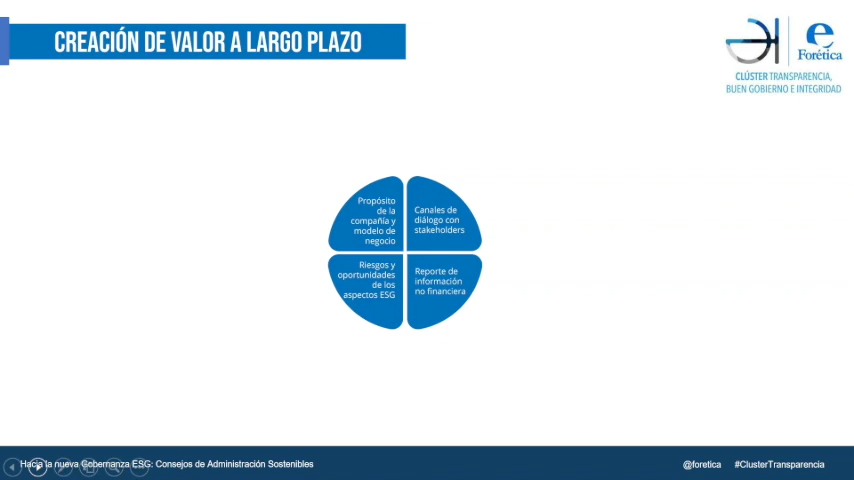 CREACIÓN DE VALOR A LARGO PLAZO
Forética
CLÚSTER TRANSPARENCIA,
BUEN GOBIERNO E INTEGRIDAD
Propósito
de la
compañía y
modelo de
negocio
Canales de
diálogo con
stakeholders
Riesgos y
oportunidades
de los
aspectos ESG
Reporte de
información
no financiera
Hacia la nueva Gobernanza ESG: Consejos de Administración Sostenibles
@foretica #ClusterTransparencia